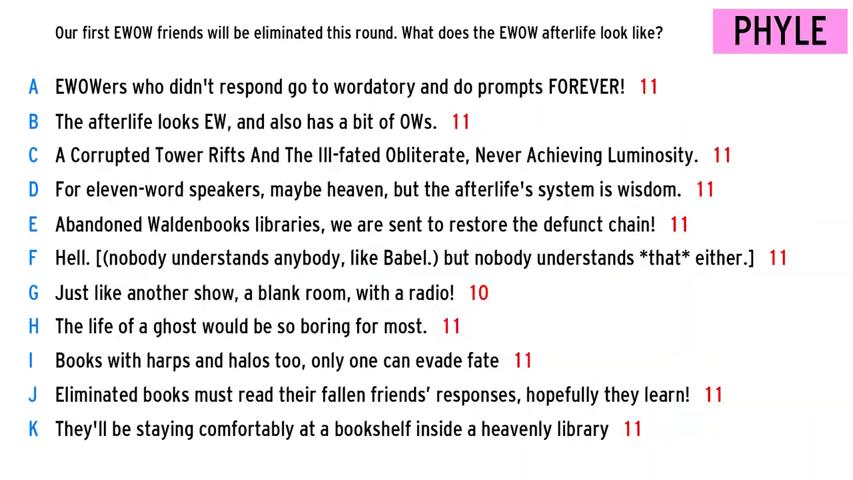 Our first EWOW friends will be eliminated this round. What does the EWOW afterlife look like?
PHYLE
A EWOWers who didn't respond go to wordatory and do prompts FOREVER! 11
B The afterlife looks EW, and also has a bit of OWs. 11
C A Corrupted Tower Rifts And The Ill-fated Obliterate, Never Achieving Luminosity. 11
D For eleven-word speakers, maybe heaven, but the afterlife's system is wisdom. 11
E Abandoned Waldenbooks libraries, we are sent to restore the defunct chain! 11
F Hell. [(nobody understands anybody, like Babel.) but nobody understands *that* either.] 11
G Just like another show, a blank room, with a radio! 10
H The life of a ghost would be so boring for most. 11
I Books with harps and halos too, only one can evade fate 11
J Eliminated books must read their fallen friends’ responses, hopefully they learn! 11
K They'll be staying comfortably at a bookshelf inside a heavenly library 11